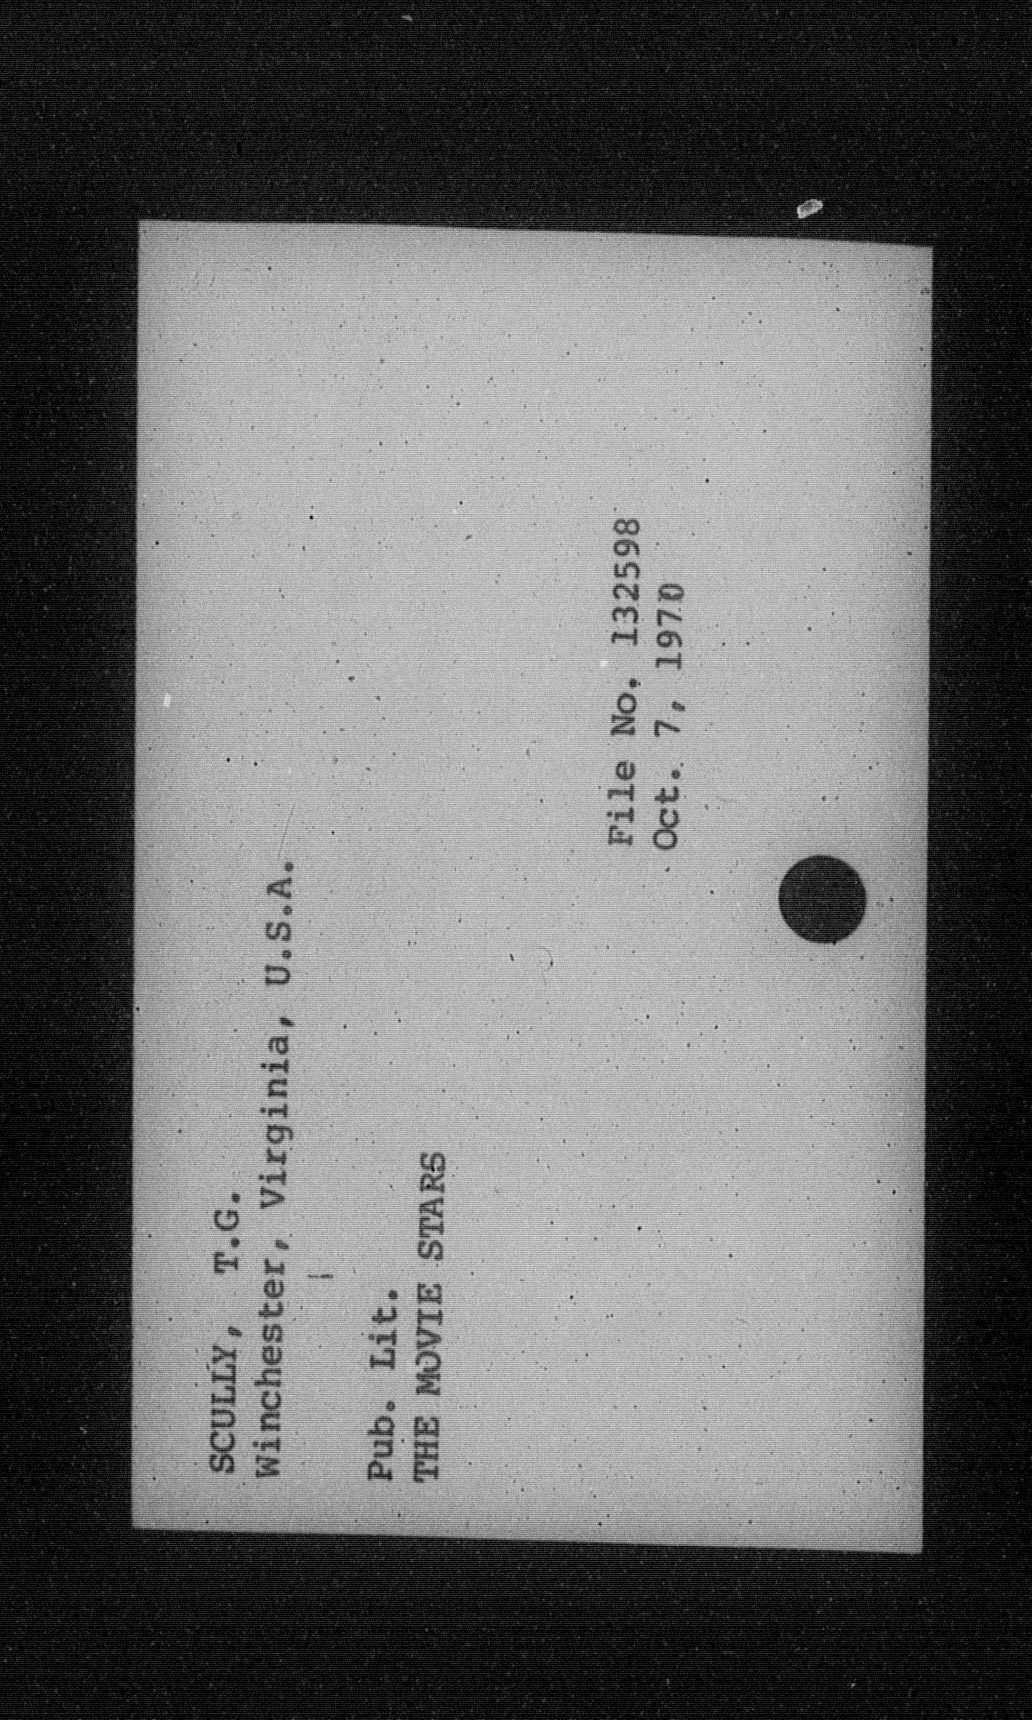 SCULLY, T.G.
Winchester, Virginia, U.S.A.
Pub. Lit.
THE MOVIE STARS
File No. 132598
Oct. 7, 1970